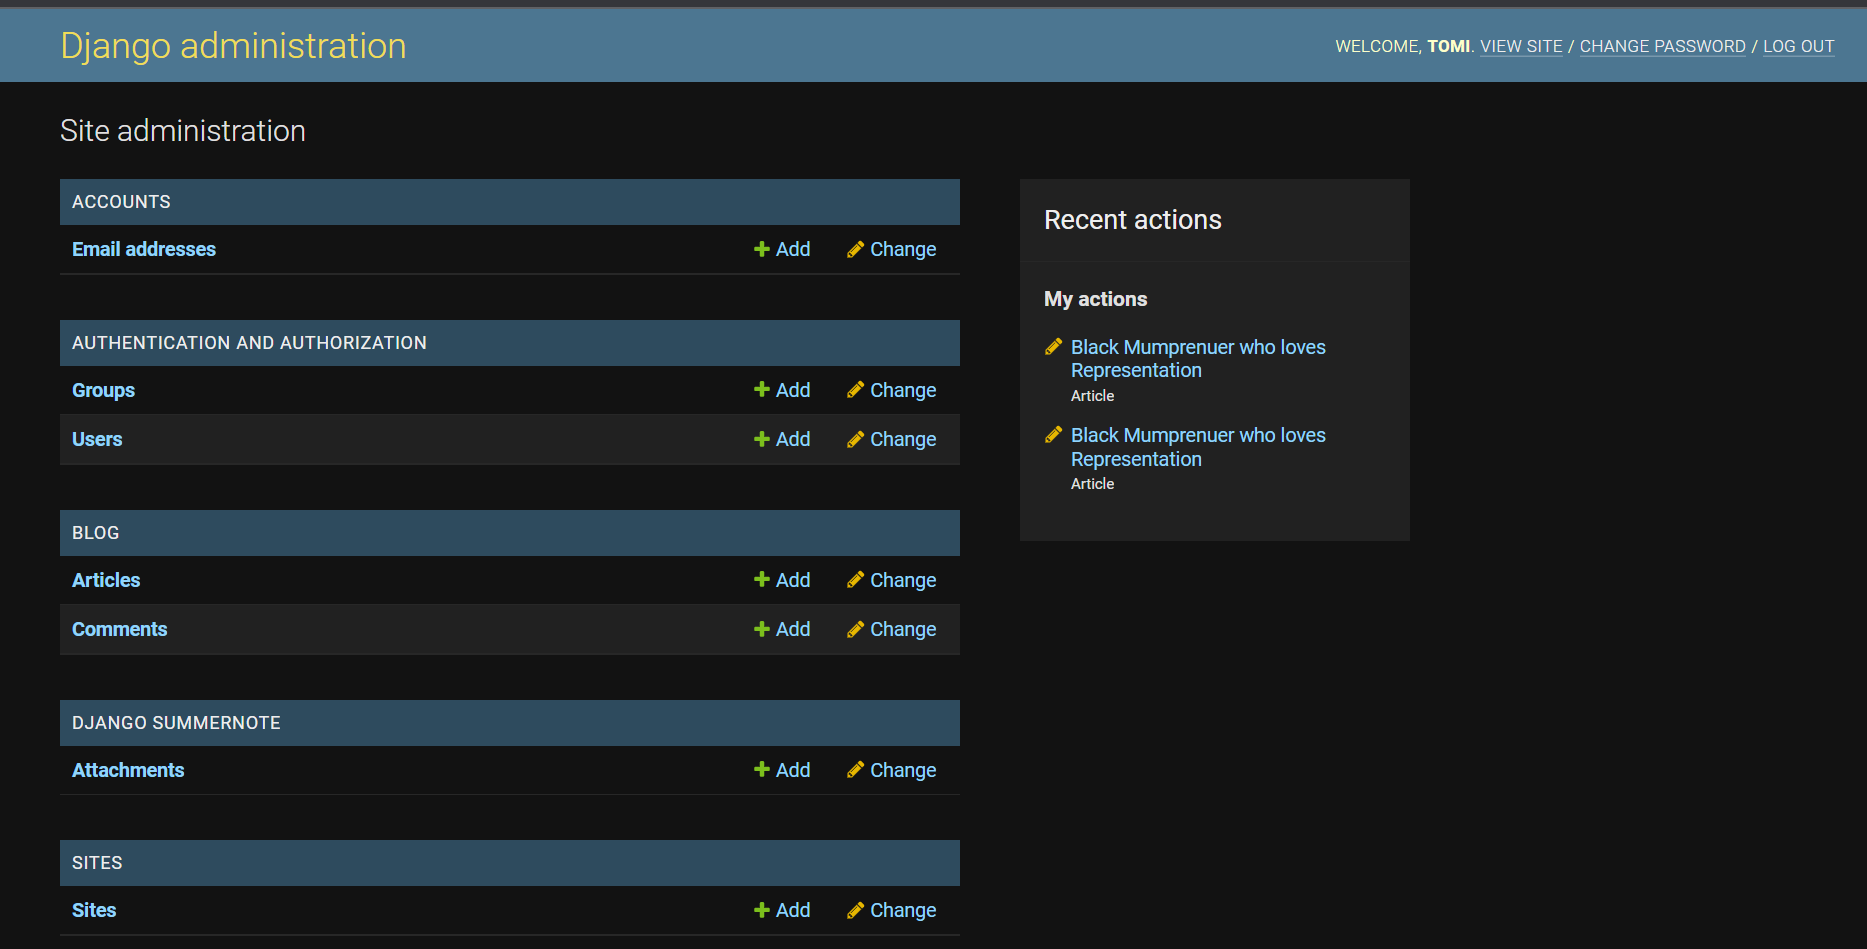 Django administration
WELCOME, TOMI. VIEW SITE / CHANGE PASSWORD / LOG OUT
Site administration
ACCOUNTS
Email addresses Add Change
AUTHENTICATION AND AUTHORIZATION
Groups Add Change
Users Add Change
BLOG
Articles Add Change
Comments Add Change
DJANGO SUMMERNOTE
Attachments Add Change
SITES
Sites Add Change
Recent actions
My actions
Black Mumprenuer who loves
Representation
Article
Black Mumprenuer who loves
Representation
Article